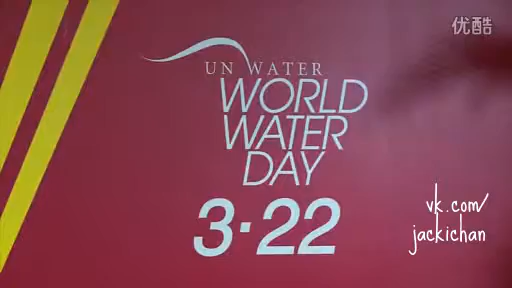 优酷
UN WATER
WORLD
WATER
DAY
3·22
vk.com/
jackichan